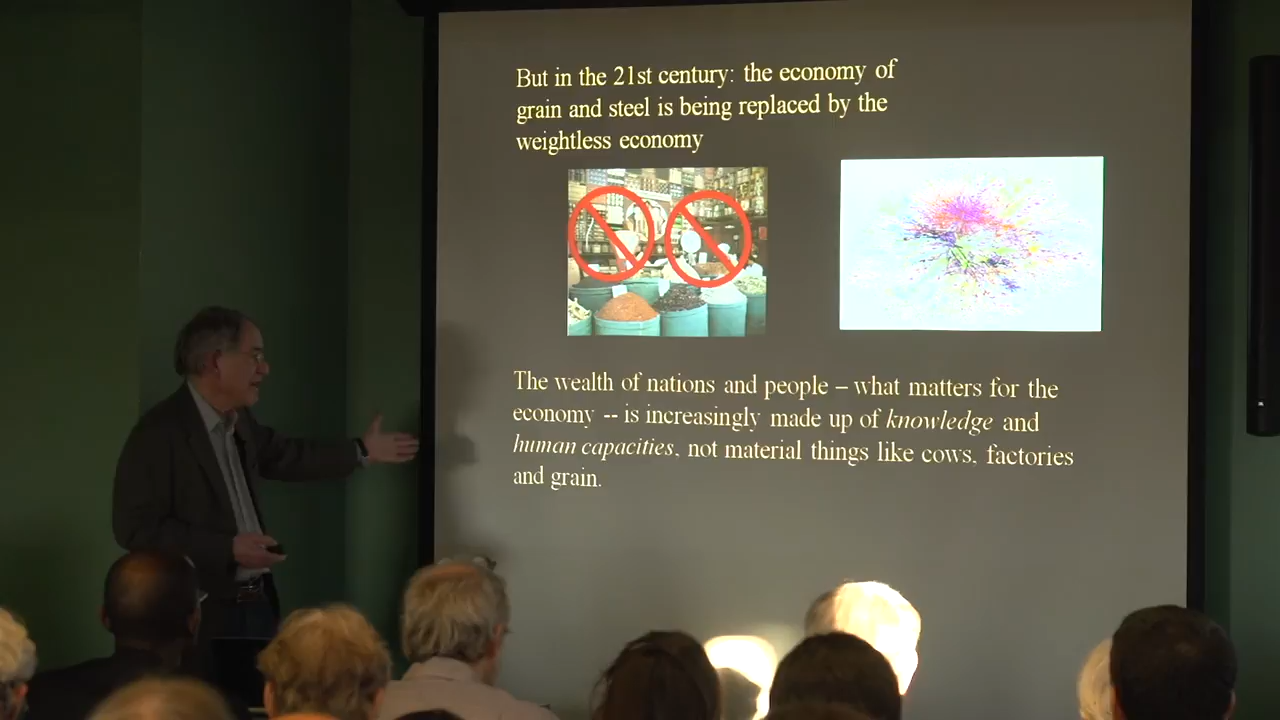 But in the 21st century: the economy of
grain and steel is being replaced by the
weightless economy
The wealth of nations and people – what matters for the
economy -- is increasingly made up of knowledge and
human capacities, not material things like cows, factories
and grain.